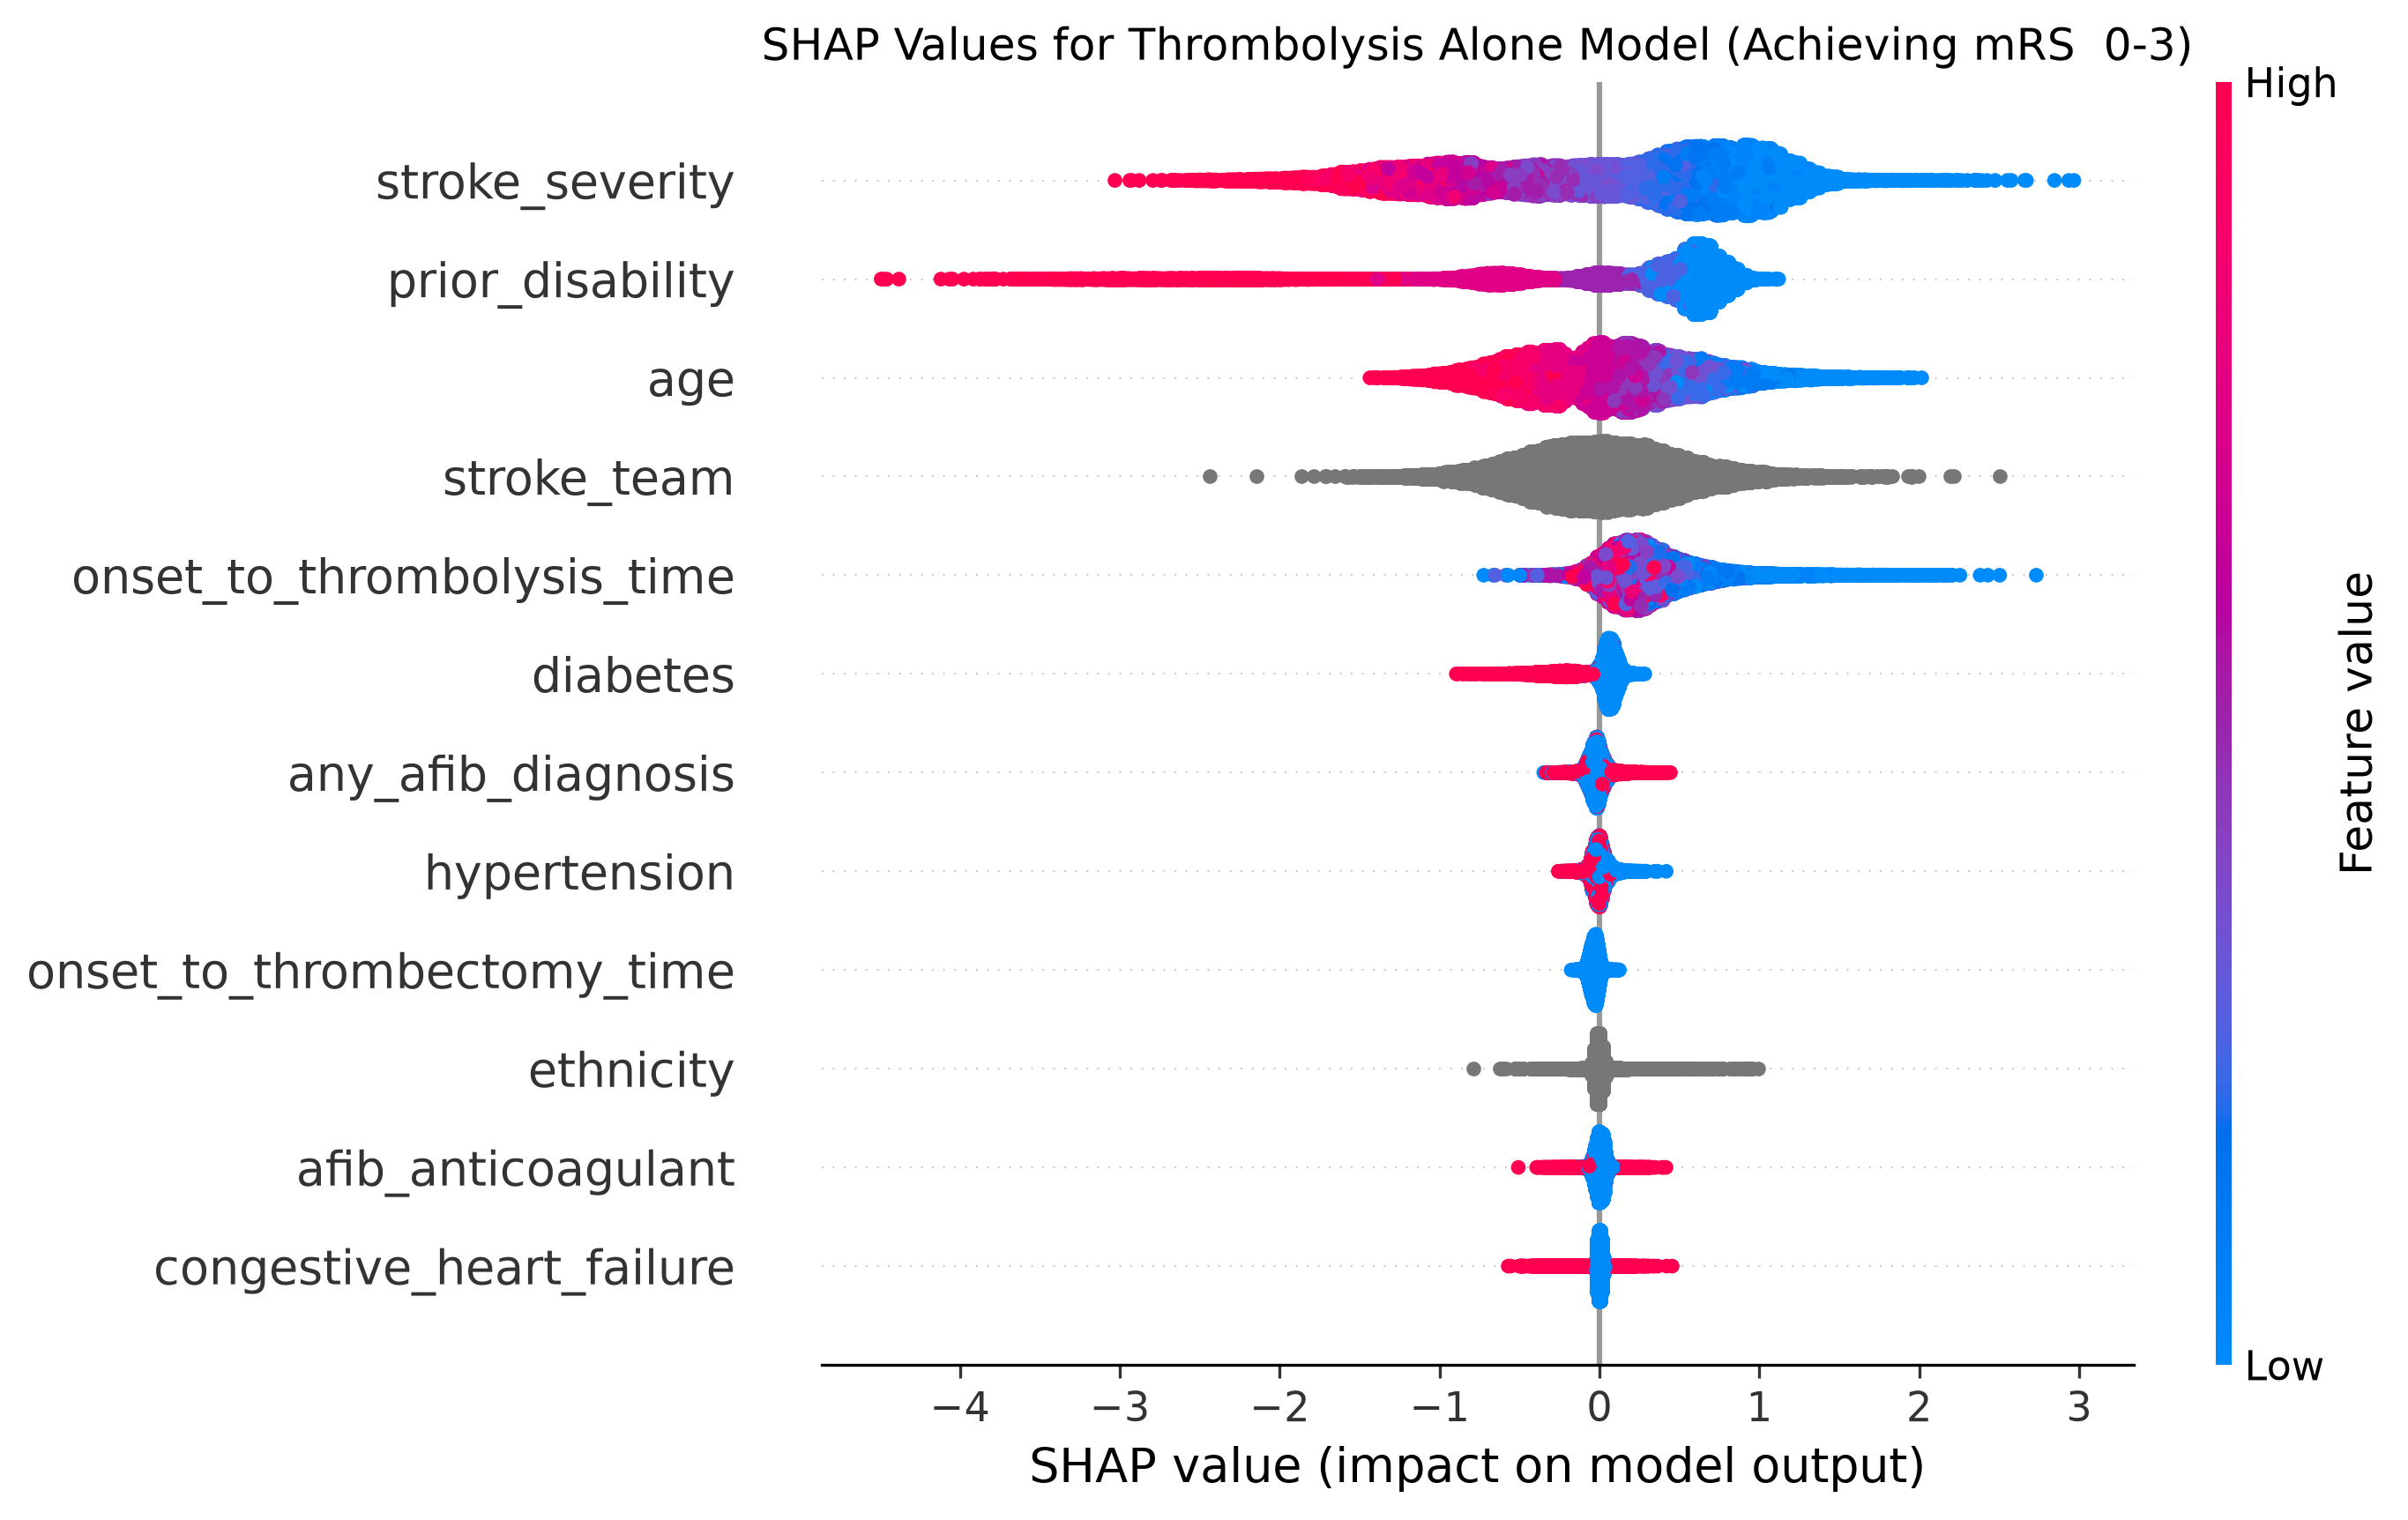 SHAP Values for Thrombolysis Alone Model (Achieving mRS  0-3)
High
stroke_severity
prior_disability
age
stroke_team
onset_to_thrombolysis_time
diabetes
any_afib_diagnosis
hypertension
onset_to_thrombectomy_time
ethnicity
afib_anticoagulant
congestive_heart_failure
Feature value
Low
−4 −3 −2 −1 0 1 2 3
SHAP value (impact on model output)